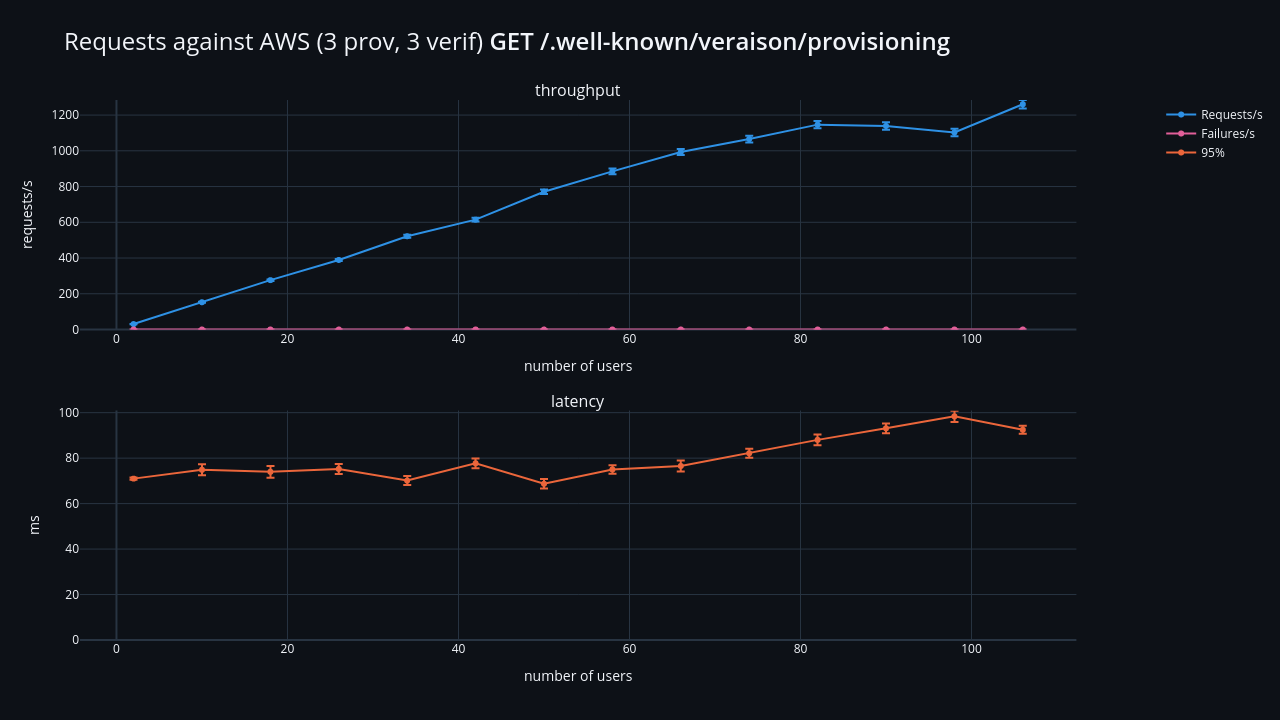 Requests against AWS (3 prov, 3 verif) GET /.well-known/veraison/provisioning
throughput
requests/s
1200
1000
800
600
400
200
0
0 20 40 60 80 100
number of users
Requests/s
Failures/s
95%
latency
ms
100
80
60
40
20
0
0 20 40 60 80 100
number of users